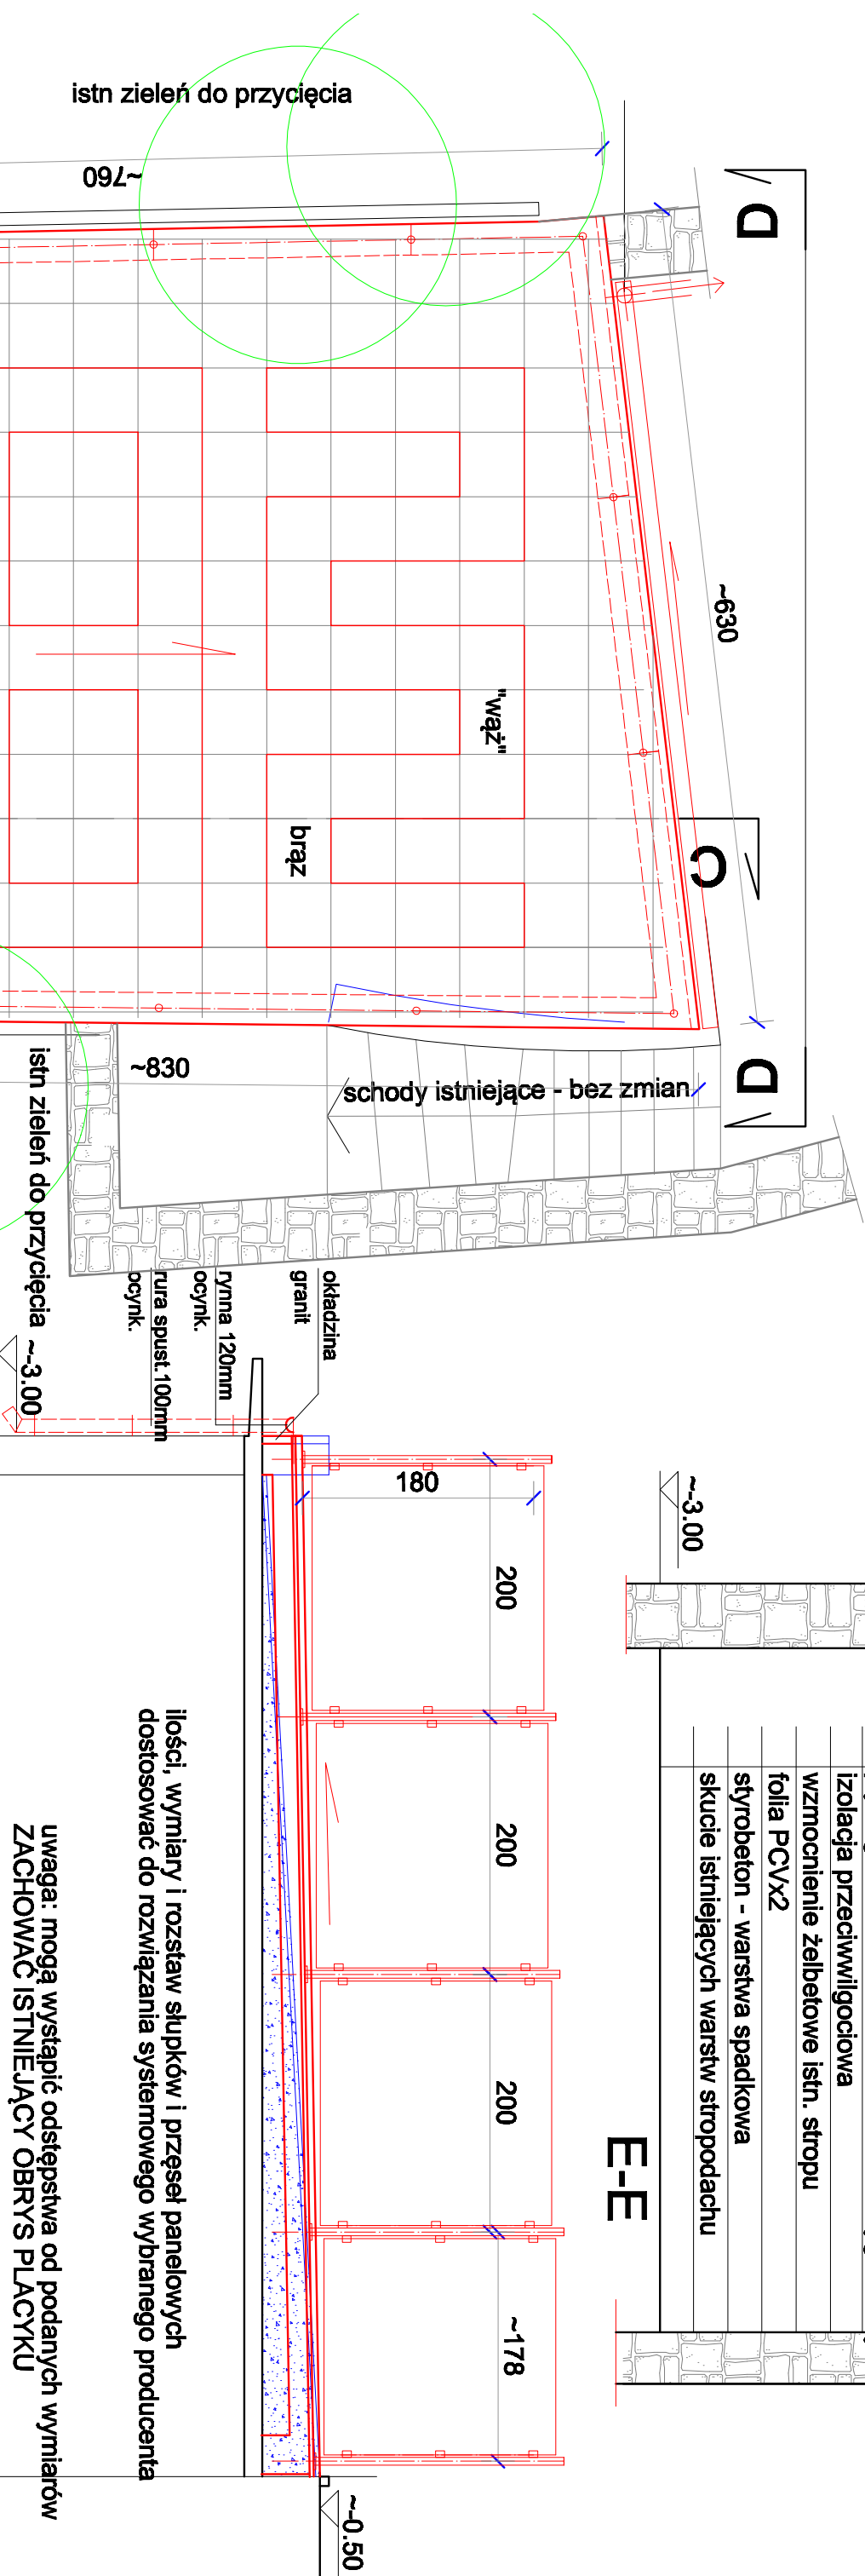 istn zieleń do przycięcia
~760
D
~630
"wąż"
brąz
C
D
~830
schody istniejące - bez zmian
istn zieleń do przycięcia
~-3.00
okładzina
granit
rynna 120mm
ocynk.
rura spust.100mm
ocynk.
180
200
200
200
~178
~-3.00
izolacja przeciwwilgociowa
wzmocnienie żelbetowe istn. stropu
folia PCVx2
styrobeton - warstwa spadkowa
skucie istniejących warstw stropodachu
E-E
ilości, wymiary i rozstaw słupków i przęseł panelowych
dostosować do rozwiązania systemowego wybranego producenta
uwaga: mogą wystąpić odstępstwa od podanych wymiarów
ZACHOWAĆ ISTNIEJĄCY OBRYS PLACYKU
~-0.50